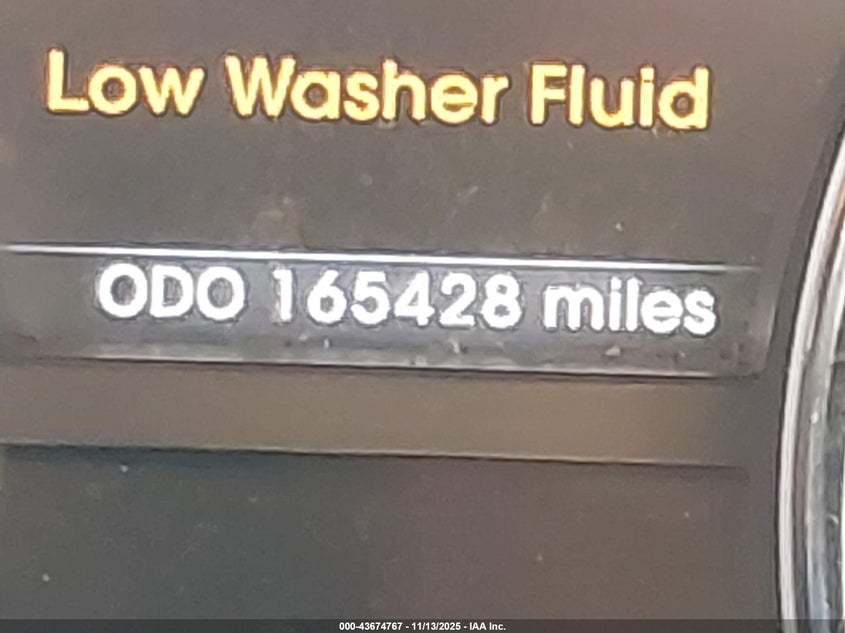 Low Washer Fluid
ODO 165428 miles
000-43674767 - 11/13/2025 - IAA Inc.